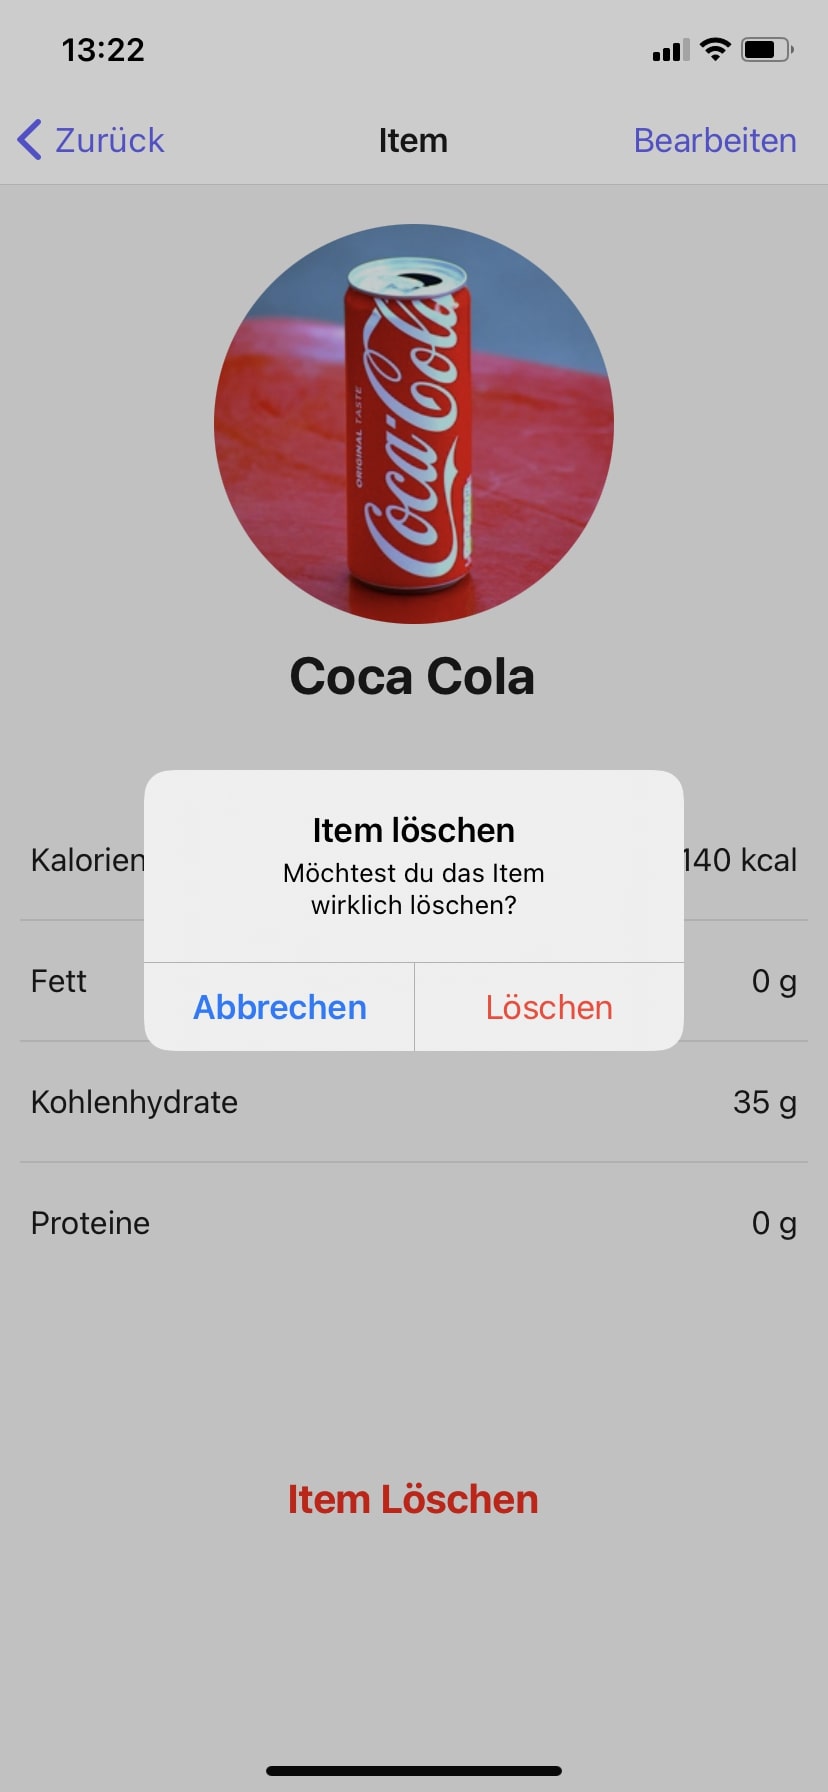 13:22
Zurück
Item
Bearbeiten
ORIGINAL TASTE
Coca-Cola
Coca Cola
Item löschen
Möchtest du das Item
wirklich löschen?
Kalorien
140 kcal
Abbrechen
Löschen
Fett
0 g
Kohlenhydrate
35 g
Proteine
0 g
Item Löschen